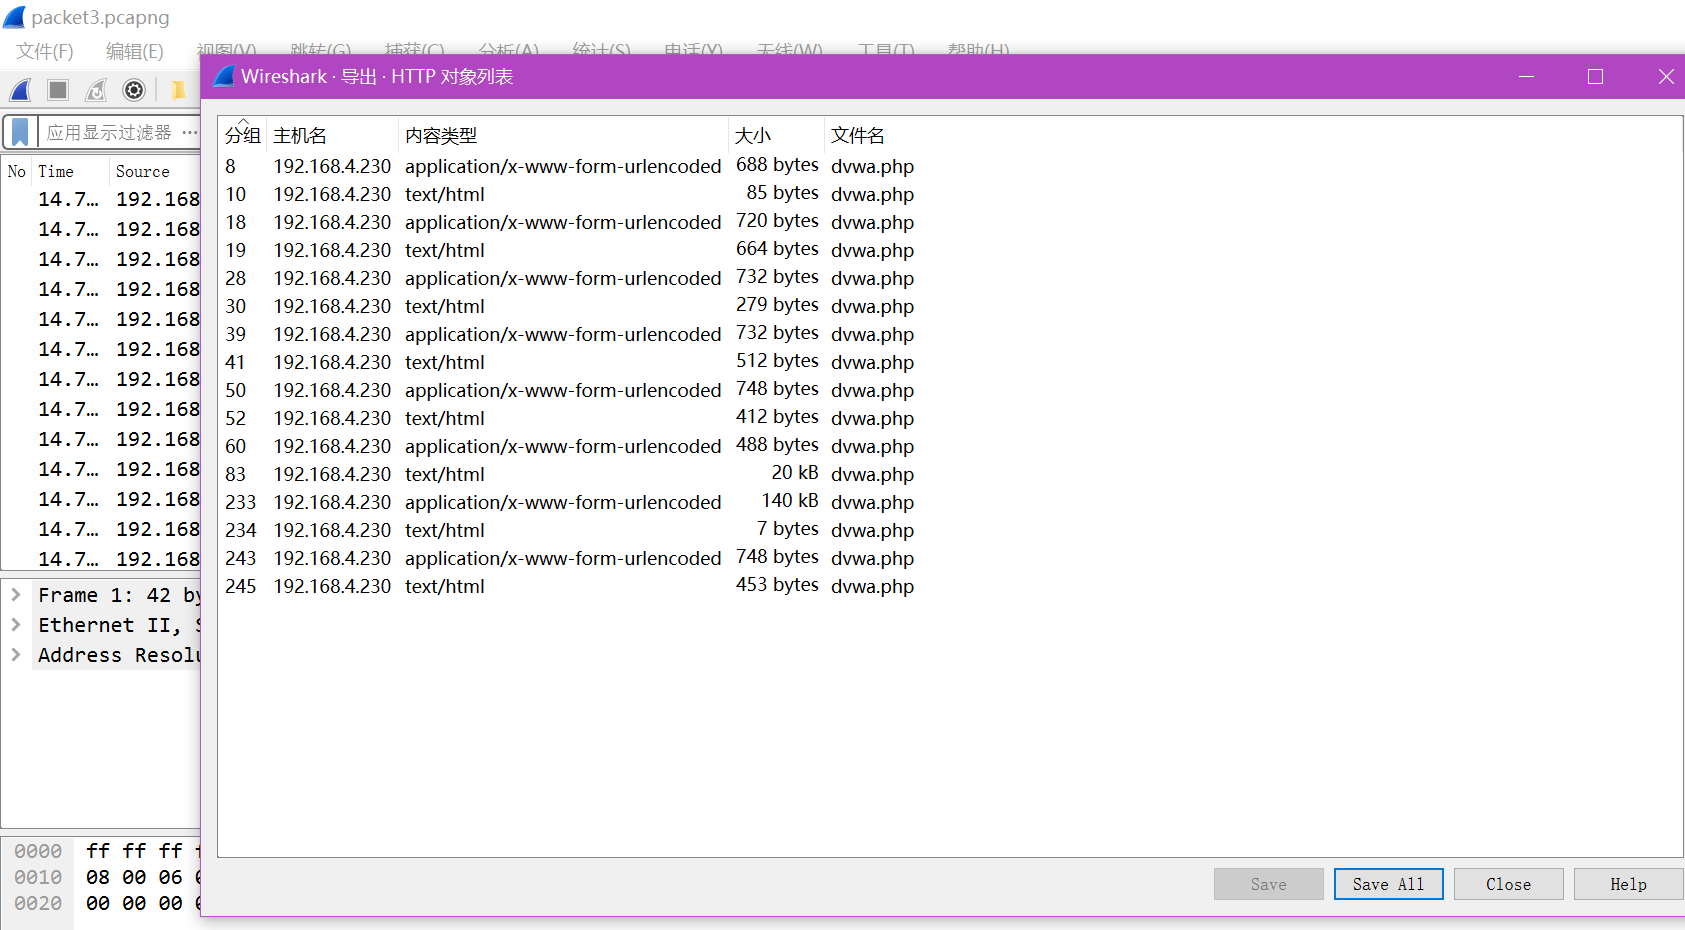 packet3.pcapng
文件(F) 编辑(E) 视图(V) 跳转(G) 捕获(C) 分析(A) 统计(S) 电话(Y) 无线(W) 工具(T) 帮助(H)
Wireshark · 导出 · HTTP 对象列表
应用显示过滤器 …
No Time Source
14.7… 192.168
14.7… 192.168
14.7… 192.168
14.7… 192.168
14.7… 192.168
14.7… 192.168
14.7… 192.168
14.7… 192.168
14.7… 192.168
14.7… 192.168
14.7… 192.168
14.7… 192.168
14.7… 192.168
Frame 1: 42 by
Ethernet II, S
Address Resolu
0000 ff ff ff f
0010 08 00 06 0
0020 00 00 00 0
分组 主机名 内容类型 大小 文件名
8 192.168.4.230 application/x-www-form-urlencoded 688 bytes dvwa.php
10 192.168.4.230 text/html 85 bytes dvwa.php
18 192.168.4.230 application/x-www-form-urlencoded 720 bytes dvwa.php
19 192.168.4.230 text/html 664 bytes dvwa.php
28 192.168.4.230 application/x-www-form-urlencoded 732 bytes dvwa.php
30 192.168.4.230 text/html 279 bytes dvwa.php
39 192.168.4.230 application/x-www-form-urlencoded 732 bytes dvwa.php
41 192.168.4.230 text/html 512 bytes dvwa.php
50 192.168.4.230 application/x-www-form-urlencoded 748 bytes dvwa.php
52 192.168.4.230 text/html 412 bytes dvwa.php
60 192.168.4.230 application/x-www-form-urlencoded 488 bytes dvwa.php
83 192.168.4.230 text/html 20 kB dvwa.php
233 192.168.4.230 application/x-www-form-urlencoded 140 kB dvwa.php
234 192.168.4.230 text/html 7 bytes dvwa.php
243 192.168.4.230 application/x-www-form-urlencoded 748 bytes dvwa.php
245 192.168.4.230 text/html 453 bytes dvwa.php
Save Save All Close Help